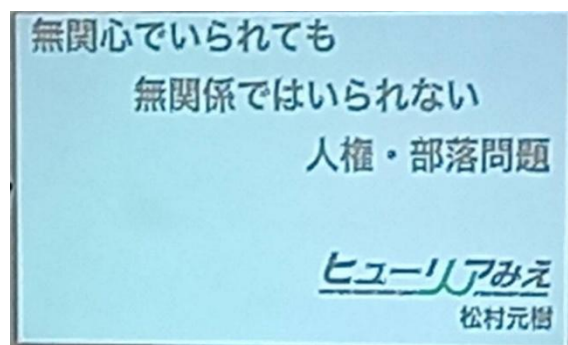 無関心でいられても
無関係ではいられない
人権・部落問題
ヒューリアみえ
松村元樹